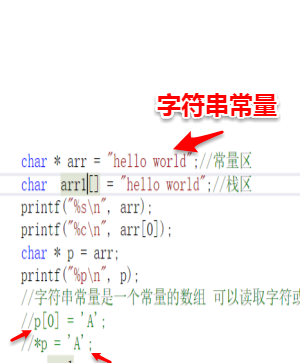 字符串常量
char * arr = "hello world";//常量区
char  arr1[] = "hello world";//栈区
printf("%s\n", arr);
printf("%c\n", arr[0]);
char * p = arr;
printf("%p\n", p);
//字符串常量是一个常量的数组 可以读取字符或
//p[0] = 'A';
//*p = 'A';